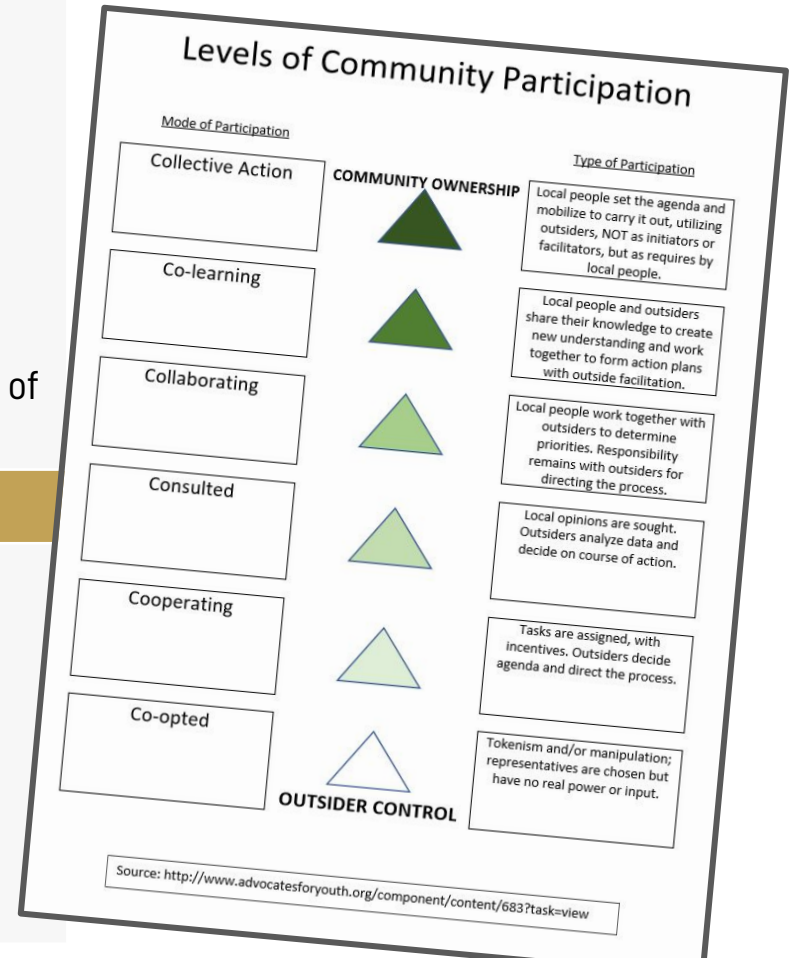 of
Levels of Community Participation
Mode of Participation
Type of Participation
Collective Action
COMMUNITY OWNERSHIP
Local people set the agenda and
mobilize to carry it out, utilizing
outsiders, NOT as initiators or
facilitators, but as requires by
local people.
Co-learning
Local people and outsiders
share their knowledge to create
new understanding and work
together to form action plans
with outside facilitation.
Collaborating
Local people work together with
outsiders to determine
priorities. Responsibility
remains with outsiders for
directing the process.
Consulted
Local opinions are sought.
Outsiders analyze data and
decide on course of action.
Cooperating
Tasks are assigned, with
incentives. Outsiders decide
agenda and direct the process.
Co-opted
Tokenism and/or manipulation;
representatives are chosen but
have no real power or input.
OUTSIDER CONTROL
Source: http://www.advocatesforyouth.org/component/content/683?task=view